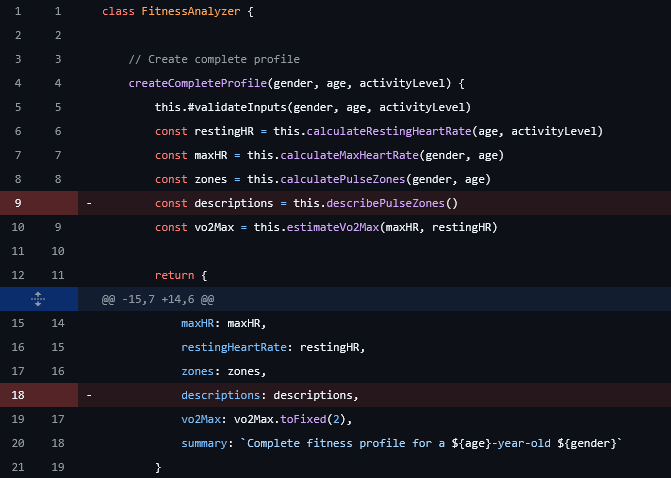 1 1 class FitnessAnalyzer {
2 2
3 3 // Create complete profile
4 4 createCompleteProfile(gender, age, activityLevel) {
5 5 this.#validateInputs(gender, age, activityLevel)
6 6 const restingHR = this.calculateRestingHeartRate(age, activityLevel)
7 7 const maxHR = this.calculateMaxHeartRate(gender, age)
8 8 const zones = this.calculatePulseZones(gender, age)
9 - const descriptions = this.describePulseZones()
10 9 const vo2Max = this.estimateVo2Max(maxHR, restingHR)
11 10
12 11 return {
@@ -15,7 +14,6 @@
15 14 maxHR: maxHR,
16 15 restingHeartRate: restingHR,
17 16 zones: zones,
18 - descriptions: descriptions,
19 17 vo2Max: vo2Max.toFixed(2),
20 18 summary: `Complete fitness profile for a ${age}-year-old ${gender}`
21 19 }